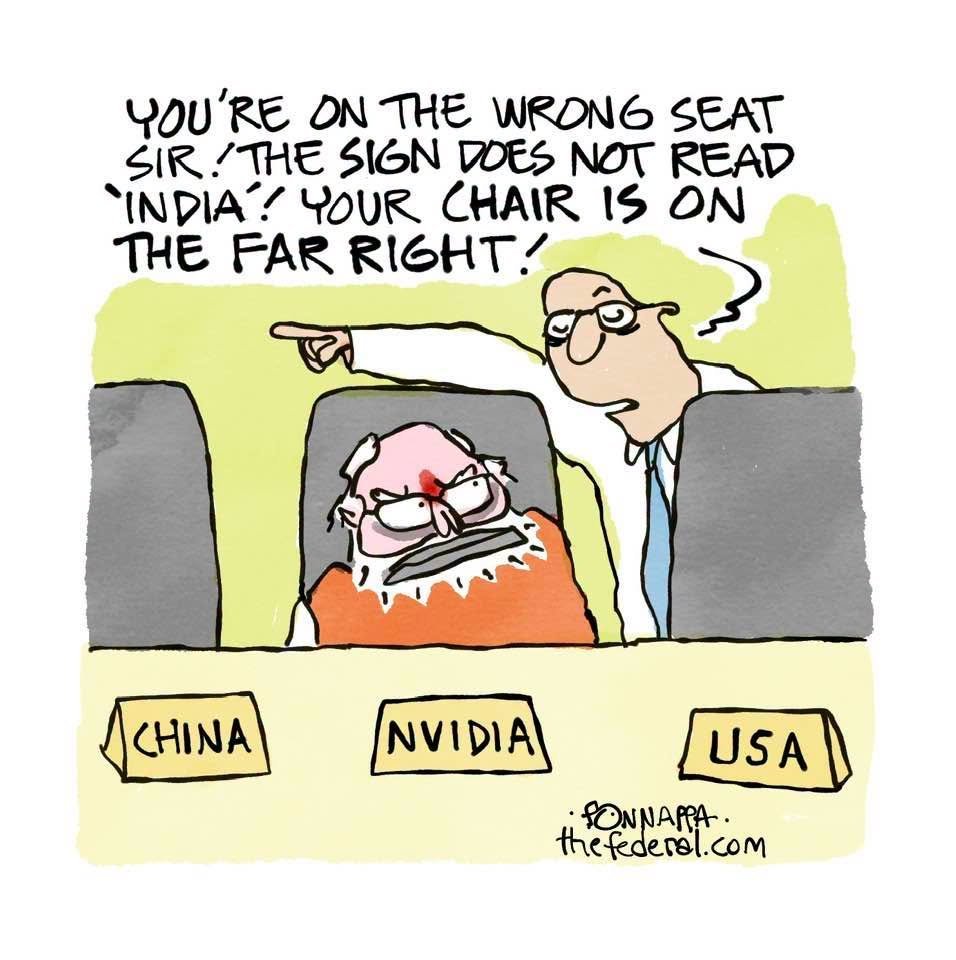 YOU'RE ON THE WRONG SEAT
SIR! THE SIGN DOES NOT READ
'INDIA'! YOUR CHAIR IS ON
THE FAR RIGHT!
CHINA
NVIDIA
USA
·PONNAPPA·
thefederal.com